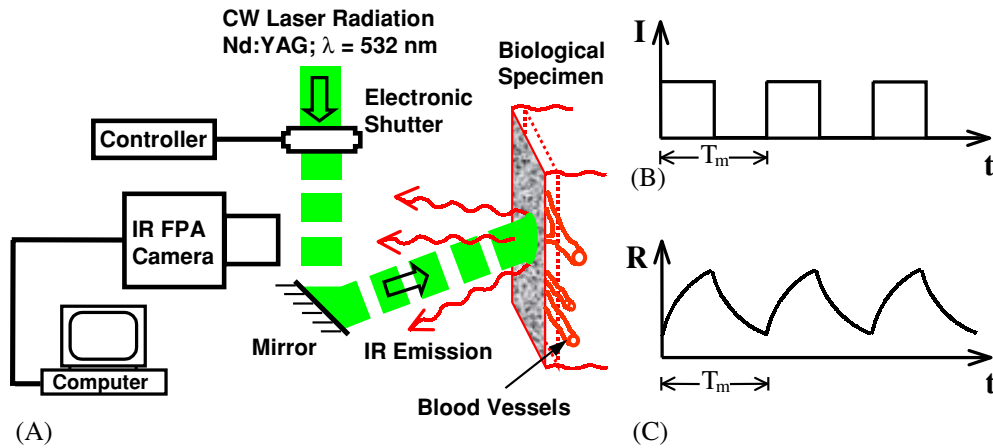 CW Laser Radiation
Nd:YAG; λ = 532 nm
Electronic
Shutter
Controller
Biological
Specimen
IR FPA
Camera
Mirror
IR Emission
Computer
Blood Vessels
(A)
I
Tm
t
(B)
R
Tm
t
(C)